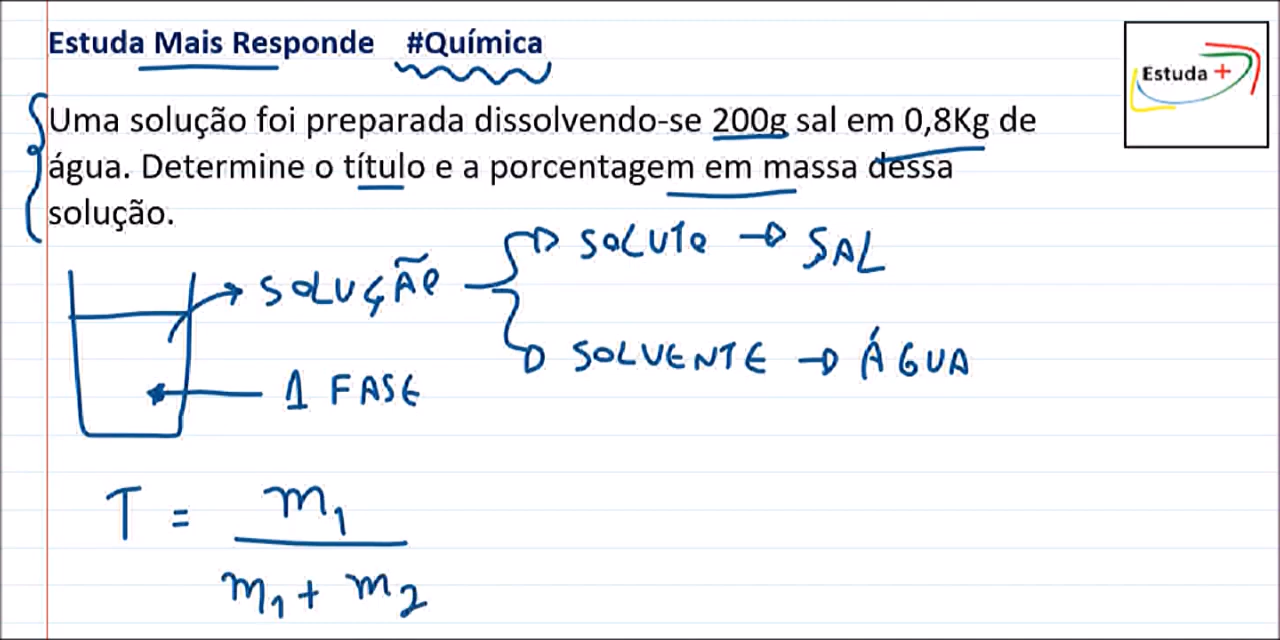 Estuda Mais Responde #Química
Estuda +
Uma solução foi preparada dissolvendo-se 200g sal em 0,8Kg de
água. Determine o título e a porcentagem em massa dessa
solução.
SOLUTO → SAL
SOLUÇÃO
SOLVENTE → ÁGUA
1 FASE
T = m₁
m₁ + m₂